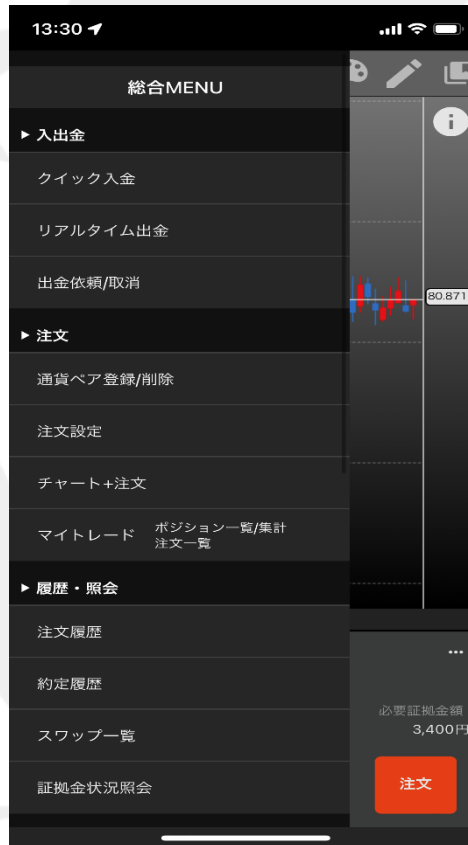 13:30
総合MENU
▶ 入出金
クイック入金
リアルタイム出金
出金依頼/取消
▶ 注文
通貨ペア登録/削除
注文設定
チャート+注文
マイトレード ポジション一覧/集計
注文一覧
▶ 履歴・照会
注文履歴
約定履歴
スワップ一覧
証拠金状況照会
i
80.871
...
必要証拠金額
3,400円
注文